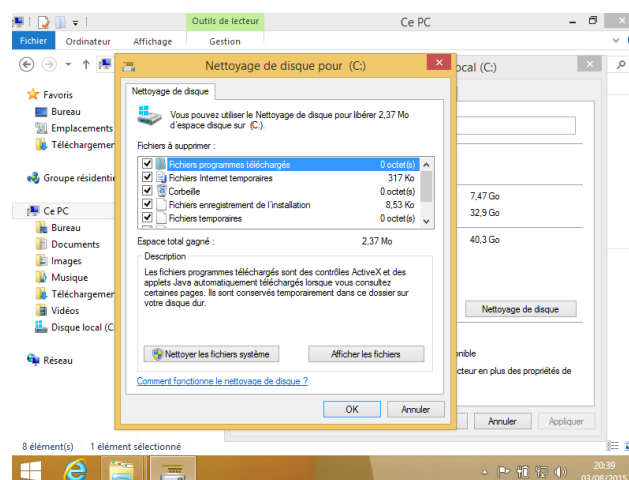 Outils de lecteur
Ce PC
Fichier
Ordinateur
Affichage
Gestion
Nettoyage de disque pour (C:)
ocal (C:)
Favoris
Bureau
Emplacements
Téléchargemen
Groupe résidentie
Ce PC
Bureau
Documents
Images
Musique
Téléchargemen
Vidéos
Disque local (C
Réseau
Nettoyage de disque
Vous pouvez utiliser le Nettoyage de disque pour libérer 2,37 Mo
d'espace disque sur (C:).
Fichiers à supprimer :
Fichiers programmes téléchargés 0 octet(s)
Fichiers Internet temporaires 317 Ko
Corbeille 0 octet(s)
Fichiers enregistrement de l'installation 8,53 Ko
Fichiers temporaires 0 octet(s)
Espace total gagné : 2,37 Mo
Description
Les fichiers programmes téléchargés sont des contrôles ActiveX et des
applets Java automatiquement téléchargés lorsque vous consultez
certaines pages. Ils sont conservés temporairement dans ce dossier sur
votre disque dur.
Nettoyer les fichiers système
Afficher les fichiers
Comment fonctionne le nettoyage de disque ?
OK
Annuler
7,47 Go
32,9 Go
40,3 Go
Nettoyage de disque
onible
cteur en plus des propriétés de
Annuler
Appliquer
8 élément(s)
1 élément sélectionné
20:39
03/08/2015